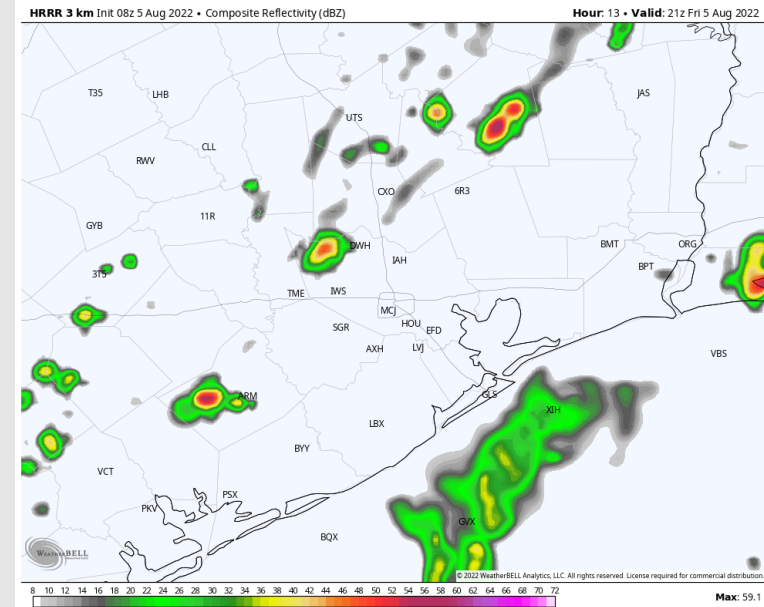 HRRR 3 km Init 08z 5 Aug 2022 • Composite Reflectivity (dBZ) Hour: 13 • Valid: 21z Fri 5 Aug 2022
T35 LHB JAS
UTS
CLL
RWV
CXO 6R3
11R
GYB
DWH BMT ORG
IAH
BPT
3T5
TME IWS
MCJ
SGR HOU EFD
AXH LVJ VBS
ARM GLS
XIH
LBX
BYY
VCT
PSX
PKV
GVX
BQX
WEATHERBELL
© 2022 WeatherBELL Analytics, LLC. All rights reserved. License required for commercial distribution.
8 10 12 14 16 18 20 22 24 26 28 30 32 34 36 38 40 42 44 46 48 50 52 54 56 58 60 62 64 66 68 70 72 Max: 59.1